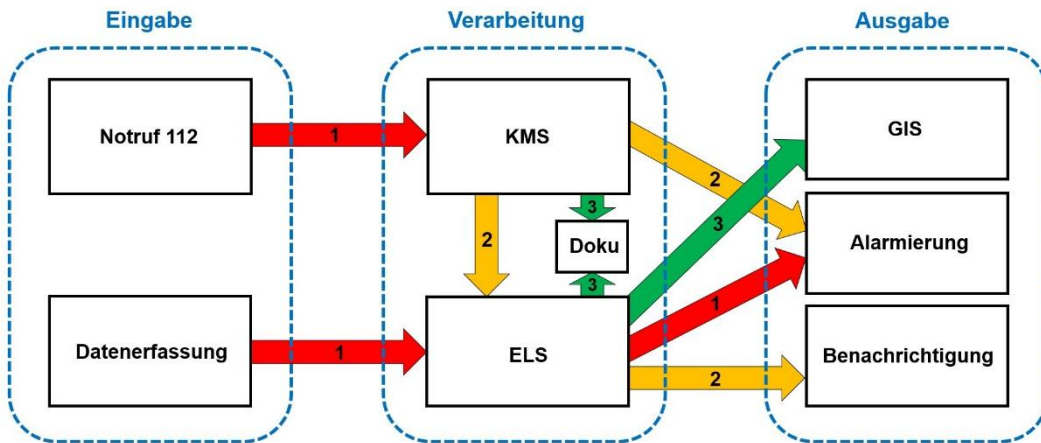 Eingabe
Verarbeitung
Ausgabe
Notruf 112
1
KMS
2
GIS
3
2
3
Doku
Alarmierung
3
1
Datenerfassung
1
ELS
2
Benachrichtigung